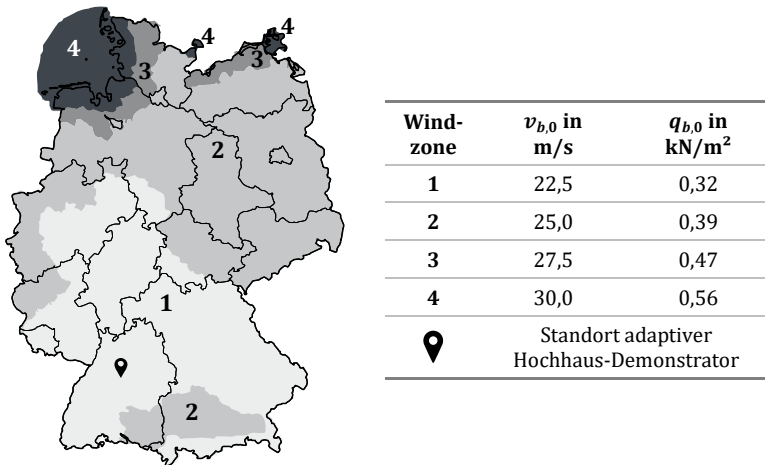 4
4
4
3
3
2
1
2
Wind-
zone
v_{b,0} in
m/s
q_{b,0} in
kN/m²
1 22,5 0,32
2 25,0 0,39
3 27,5 0,47
4 30,0 0,56
Standort adaptiver
Hochhaus-Demonstrator